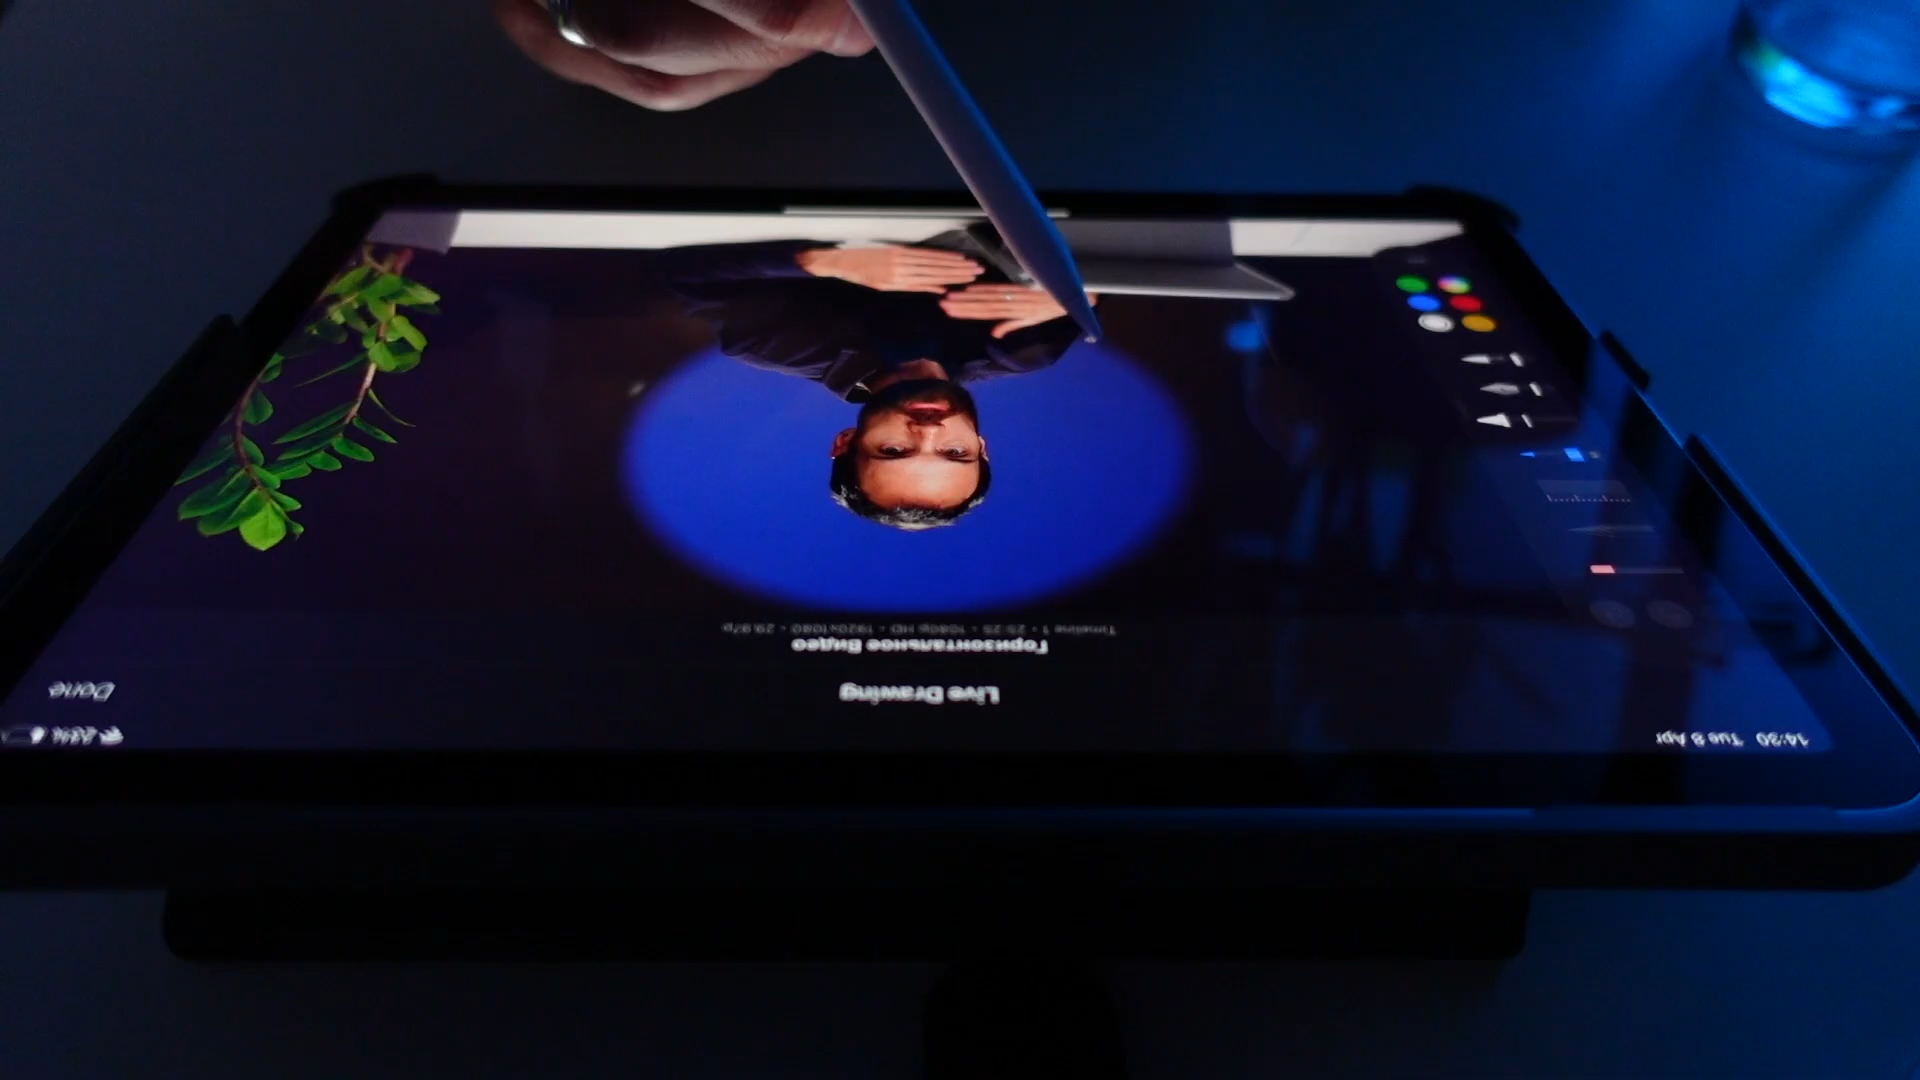 14:30 Tue 8 Apr
23%
Live Drawing
Done
Горизонтальное Видео
Timeline 1 • 25:25 • 1080p HD • 1920x1080 • 29.97p